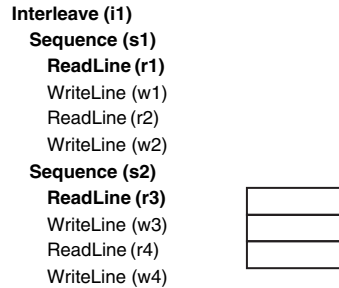 Interleave (i1)
Sequence (s1)
ReadLine (r1)
WriteLine (w1)
ReadLine (r2)
WriteLine (w2)
Sequence (s2)
ReadLine (r3)
WriteLine (w3)
ReadLine (r4)
WriteLine (w4)